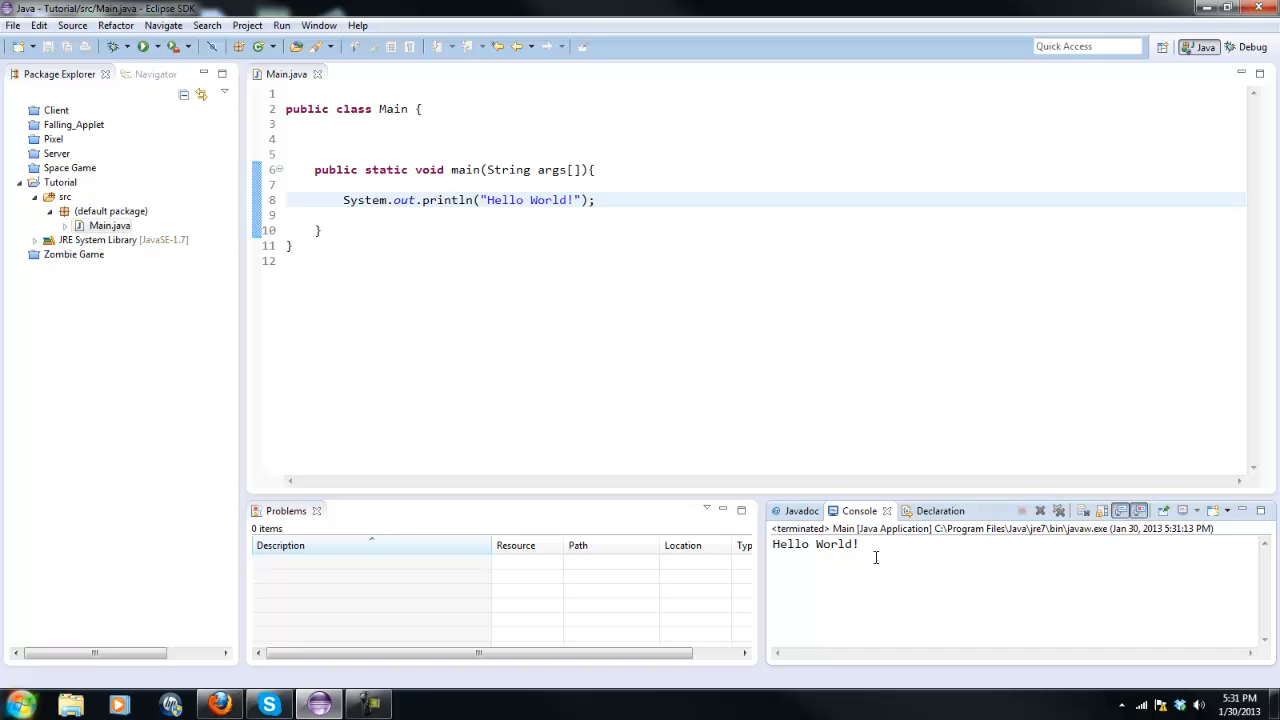 Java - Tutorial/src/Main.java - Eclipse SDK
File Edit Source Refactor Navigate Search Project Run Window Help
Quick Access
Java
Debug
Package Explorer
Navigator
Client
Falling_Applet
Pixel
Server
Space Game
Tutorial
src
(default package)
Main.java
JRE System Library [JavaSE-1.7]
Zombie Game
Main.java
1
2 public class Main {
3
4
5
6 public static void main(String args[]){
7
8 System.out.println("Hello World!");
9
10 }
11 }
12
Problems
0 items
Description Resource Path Location Typ
Javadoc Console Declaration
<terminated> Main [Java Application] C:\Program Files\Java\jre7\bin\javaw.exe (Jan 30, 2013 5:31:13 PM)
Hello World!
5:31 PM
1/30/2013